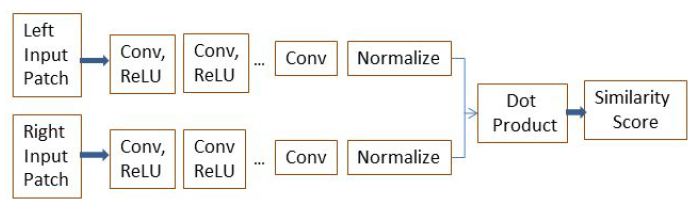 Left
Input
Patch
Conv,
ReLU
Conv,
ReLU
...
Conv
Normalize
Right
Input
Patch
Conv,
ReLU
Conv
ReLU
...
Conv
Normalize
Dot
Product
Similarity
Score